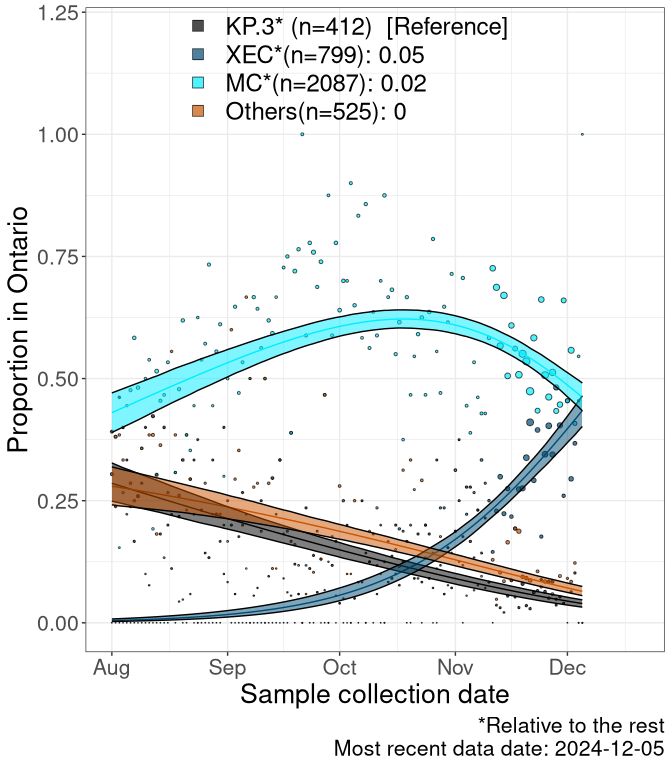 KP.3* (n=412)  [Reference]
XEC*(n=799): 0.05
MC*(n=2087): 0.02
Others(n=525): 0
Proportion in Ontario
1.25
1.00
0.75
0.50
0.25
0.00
Aug Sep Oct Nov Dec
Sample collection date
*Relative to the rest
Most recent data date: 2024-12-05